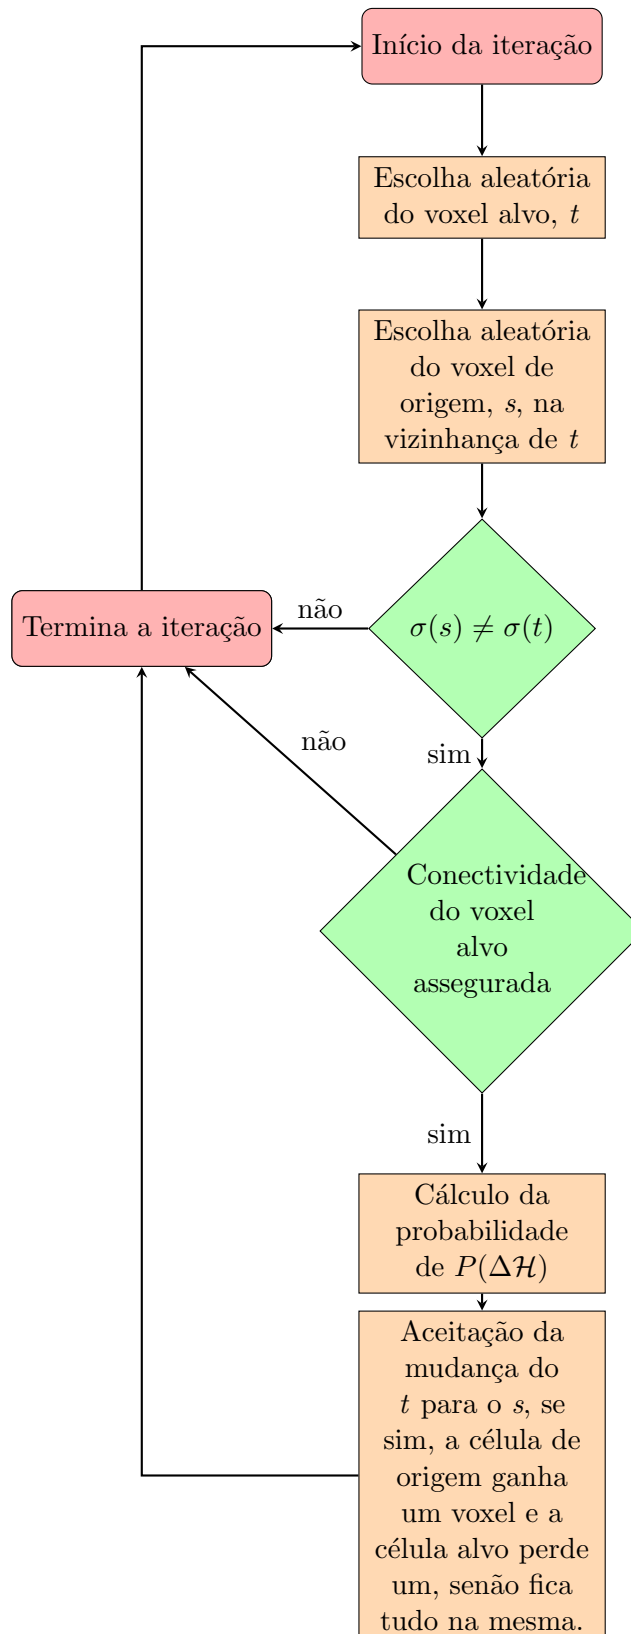 Início da iteração
Escolha aleatória
do voxel alvo, t
Escolha aleatória
do voxel de
origem, s, na
vizinhança de t
σ(s) ≠ σ(t)
não
Termina a iteração
sim
não
Conectividade
do voxel
alvo
assegurada
sim
Cálculo da
probabilidade
de P(Δℋ)
Aceitação da
mudança do
t para o s, se
sim, a célula de
origem ganha
um voxel e a
célula alvo perde
um, senão fica
tudo na mesma.